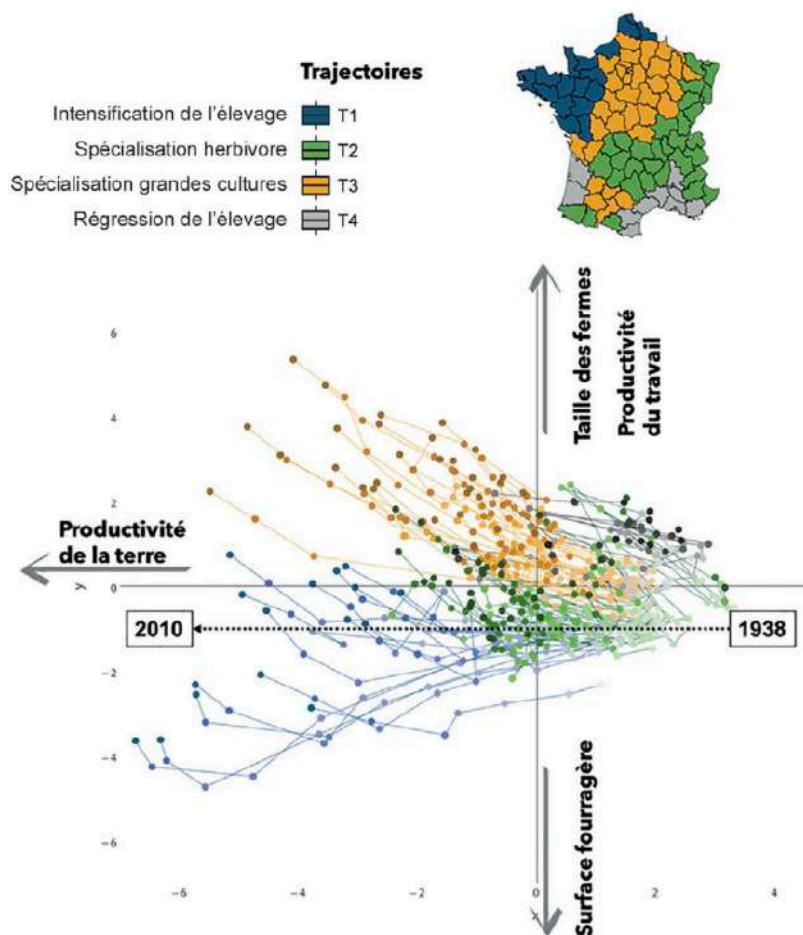 Trajectoires
Intensification de l'élevage T1
Spécialisation herbivore T2
Spécialisation grandes cultures T3
Régression de l'élevage T4
Taille des fermes
Productivité
du travail
6
4
2
0
-2
-4
-6
Productivité
de la terre
y
2010
1938
Surface fourragère
-6
-4
-2
0
2
4
x